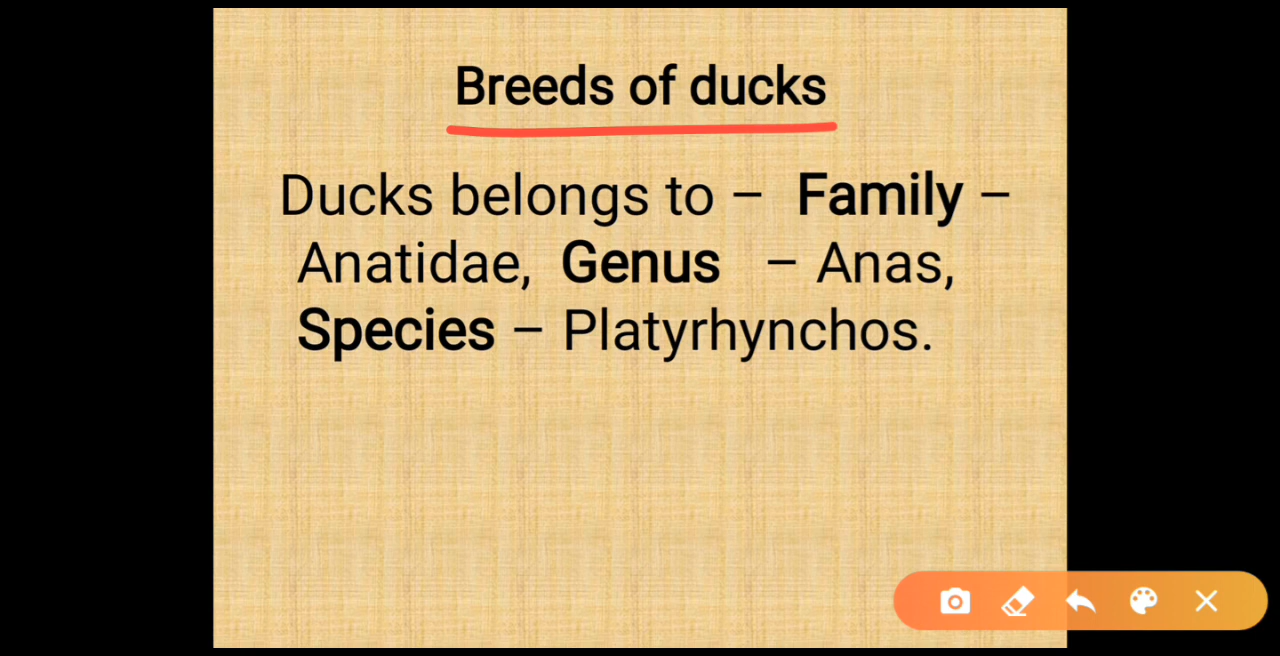 Breeds of ducks
Ducks belongs to – Family –
Anatidae, Genus – Anas,
Species – Platyrhynchos.